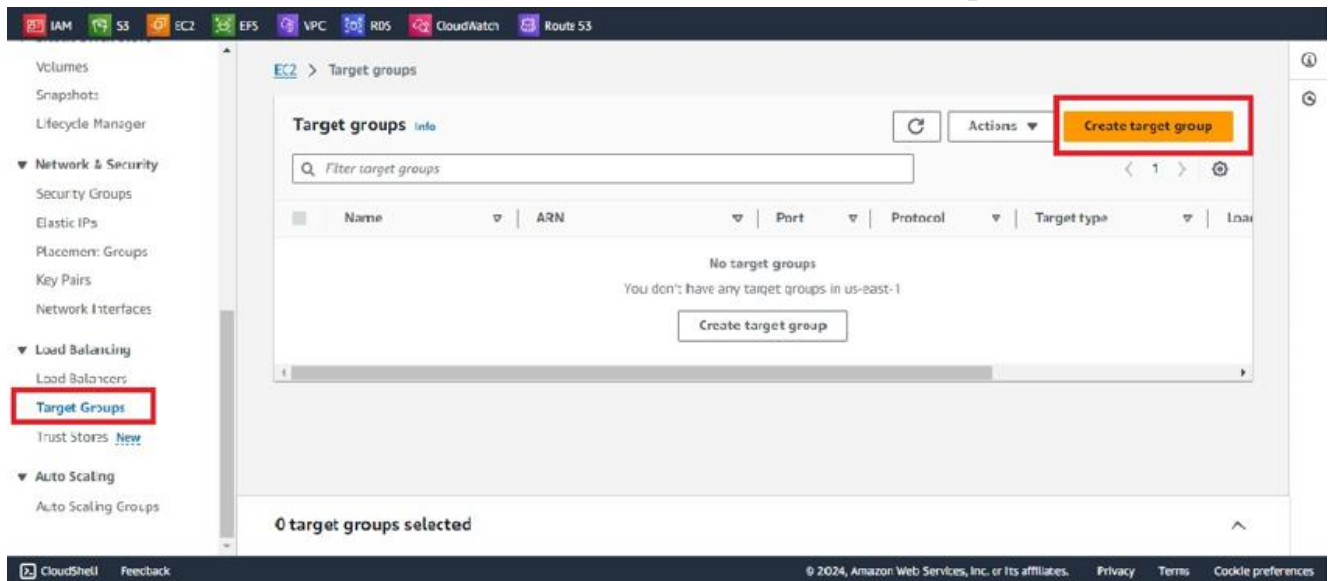 IAM S3 EC2 EFS VPC RDS CloudWatch Route 53
Volumes
Snapshots
Lifecycle Manager
Network & Security
Security Groups
Elastic IPs
Placement Groups
Key Pairs
Network Interfaces
Load Balancing
Load Balancers
Target Groups
Trust Stores New
Auto Scaling
Auto Scaling Groups
EC2 > Target groups
Target groups Info
Actions
Create target group
Filter target groups
1
Name ARN Port Protocol Target type Load
No target groups
You don't have any target groups in us-east-1
Create target group
0 target groups selected
CloudShell Feedback © 2024, Amazon Web Services, Inc. or its affiliates. Privacy Terms Cookie preferences